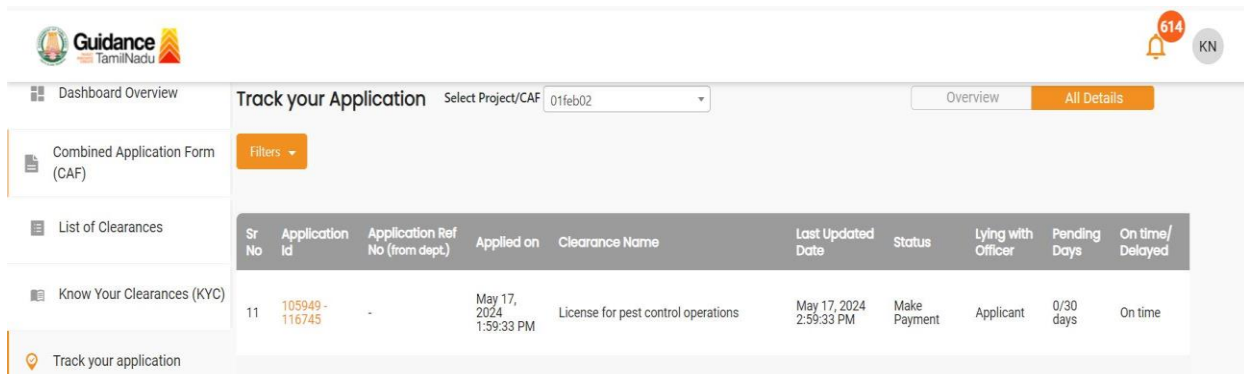 Guidance
TamilNadu
614
KN
Dashboard Overview
Track your Application Select Project/CAF 01feb02 Overview All Details
Combined Application Form
(CAF)
Filters
List of Clearances
Sr No Application Id Application Ref No (from dept.) Applied on Clearance Name Last Updated Date Status Lying with Officer Pending Days On time/ Delayed
Know Your Clearances (KYC)
11 105949 - 116745 - May 17, 2024 1:59:33 PM License for pest control operations May 17, 2024 2:59:33 PM Make Payment Applicant 0/30 days On time
Track your application